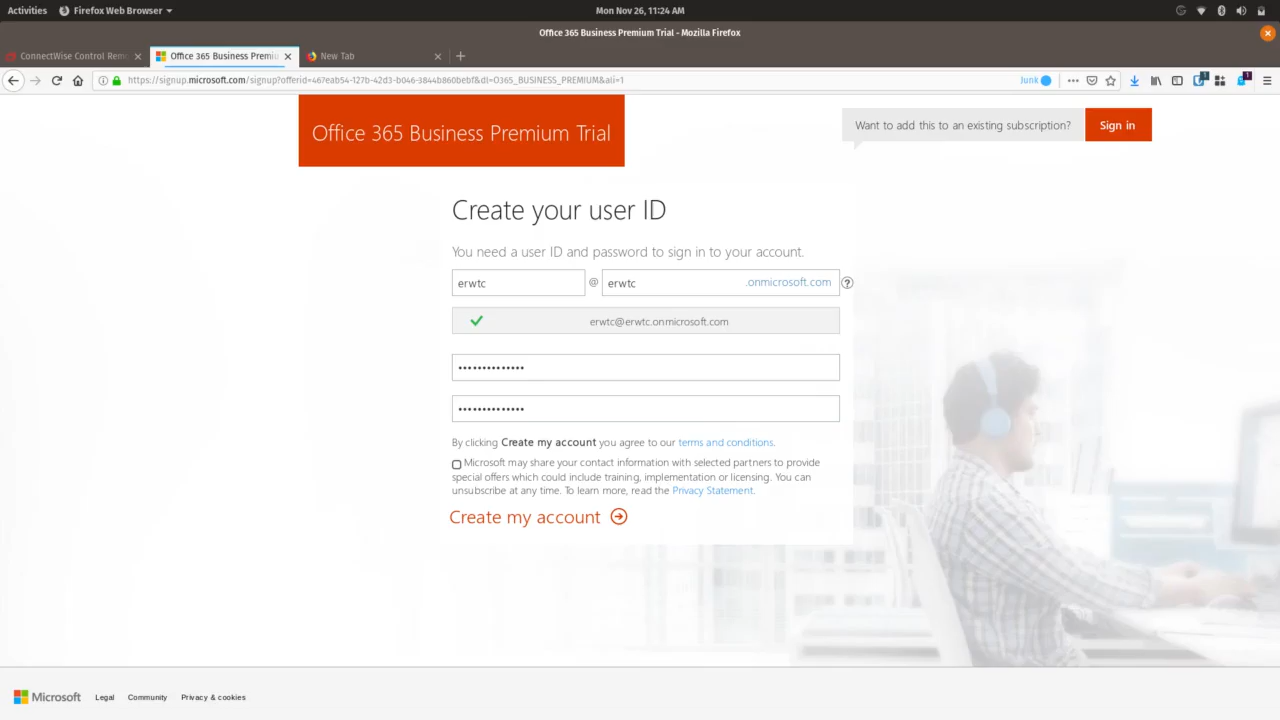 Activities Firefox Web Browser Mon Nov 26, 11:24 AM
Office 365 Business Premium Trial - Mozilla Firefox
ConnectWise Control Rem Office 365 Business Premiu New Tab
https://signup.microsoft.com/signup?offerid=467eab54-127b-42d3-b046-3844b860bebf&dl=O365_BUSINESS_PREMIUM&ali=1 Junk
Office 365 Business Premium Trial
Want to add this to an existing subscription? Sign in
Create your user ID
You need a user ID and password to sign in to your account.
erwtc @ erwtc .onmicrosoft.com ?
erwtc@erwtc.onmicrosoft.com
••••••••••••••
••••••••••••••
By clicking Create my account you agree to our terms and conditions.
Microsoft may share your contact information with selected partners to provide
special offers which could include training, implementation or licensing. You can
unsubscribe at any time. To learn more, read the Privacy Statement.
Create my account
Microsoft Legal Community Privacy & cookies